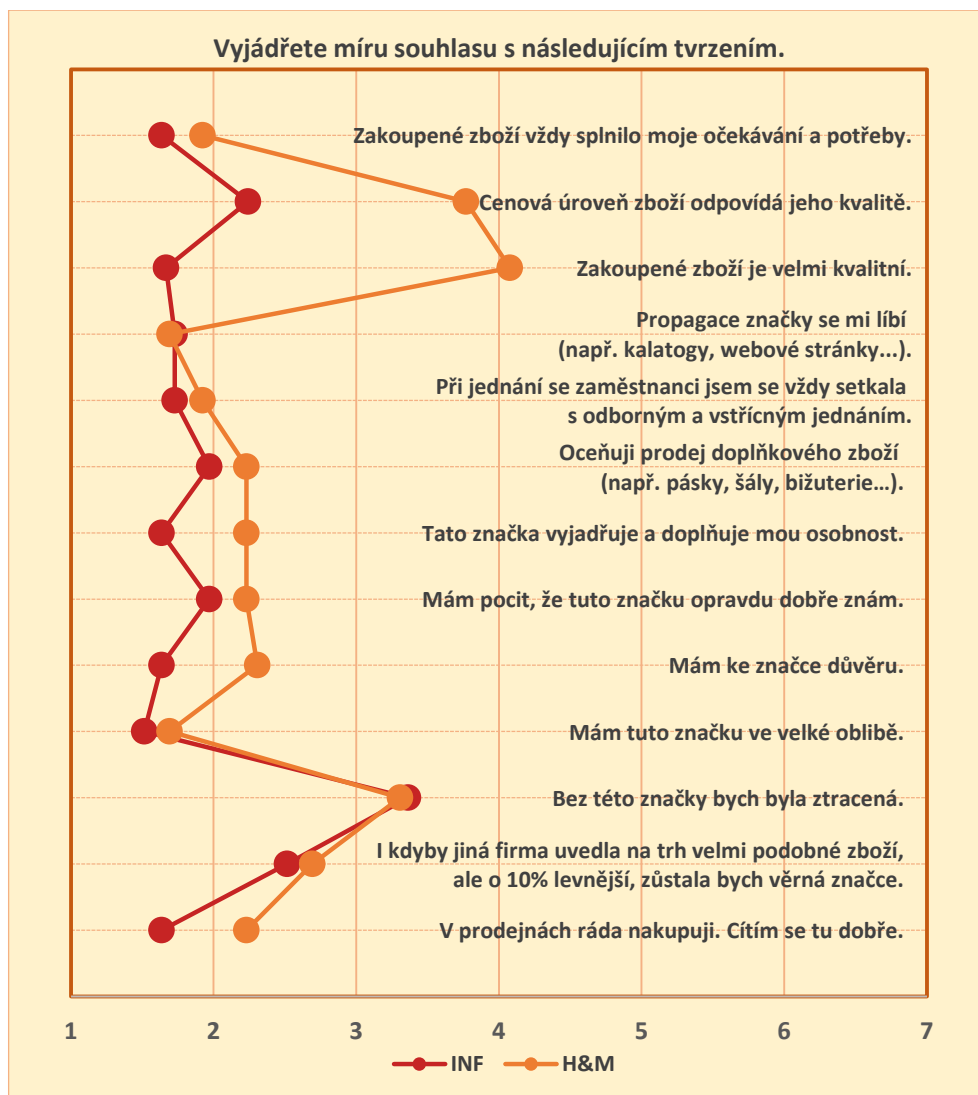 Vyjádřete míru souhlasu s následujícím tvrzením.
Zakoupené zboží vždy splnilo moje očekávání a potřeby.
Cenová úroveň zboží odpovídá jeho kvalitě.
Zakoupené zboží je velmi kvalitní.
Propagace značky se mi líbí
(např. kalatogy, webové stránky...).
Při jednání se zaměstnanci jsem se vždy setkala
s odborným a vstřícným jednáním.
Oceňuji prodej doplňkového zboží
(např. pásky, šály, bižuterie…).
Tato značka vyjadřuje a doplňuje mou osobnost.
Mám pocit, že tuto značku opravdu dobře znám.
Mám ke značce důvěru.
Mám tuto značku ve velké oblibě.
Bez této značky bych byla ztracená.
I kdyby jiná firma uvedla na trh velmi podobné zboží,
ale o 10% levnější, zůstala bych věrná značce.
V prodejnách ráda nakupuji. Cítím se tu dobře.
1 2 3 4 5 6 7
INF H&M